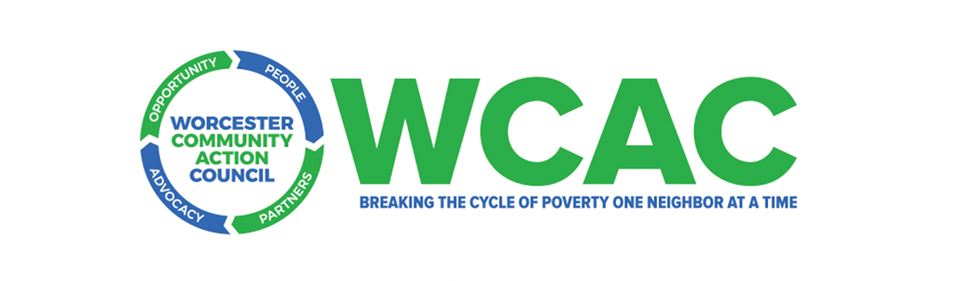 OPPORTUNITY
PEOPLE
WORCESTER
COMMUNITY
ACTION
COUNCIL
ADVOCACY
PARTNERS
WCAC
BREAKING THE CYCLE OF POVERTY ONE NEIGHBOR AT A TIME